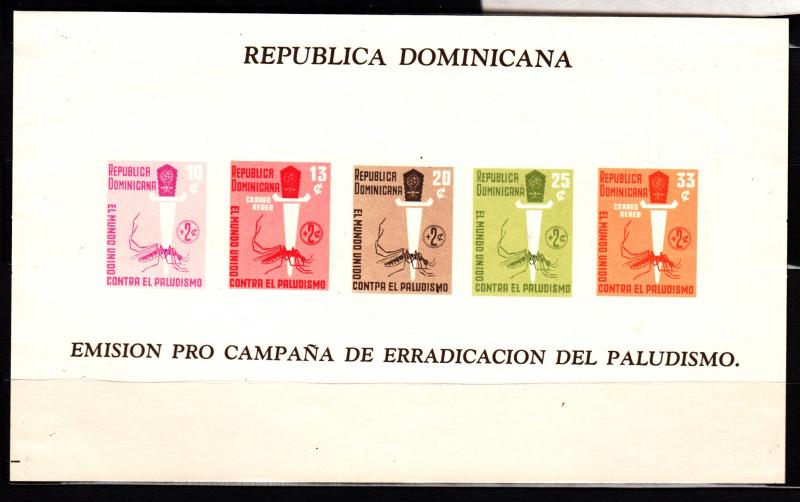 REPUBLICA DOMINICANA
10 ¢
REPUBLICA
DOMINICANA
EL MUNDO UNIDO
+2¢
CONTRA EL PALUDISMO
13 ¢
REPUBLICA
DOMINICANA
CORREO
AEREO
EL MUNDO UNIDO
+2¢
CONTRA EL PALUDISMO
20 ¢
REPUBLICA
DOMINICANA
EL MUNDO UNIDO
+2¢
CONTPA EL PALUDISMO
25 ¢
REPUBLICA
DOMINICANA
EL MUNDO UNIDO
+2¢
CONTRA EL PALUDISMO
33 ¢
REPUBLICA
DOMINICANA
CORREO
AEREO
EL MUNDO UNIDO
+2¢
CONTRA EL PALUDISMO
EMISION PRO CAMPAÑA DE ERRADICACION DEL PALUDISMO.